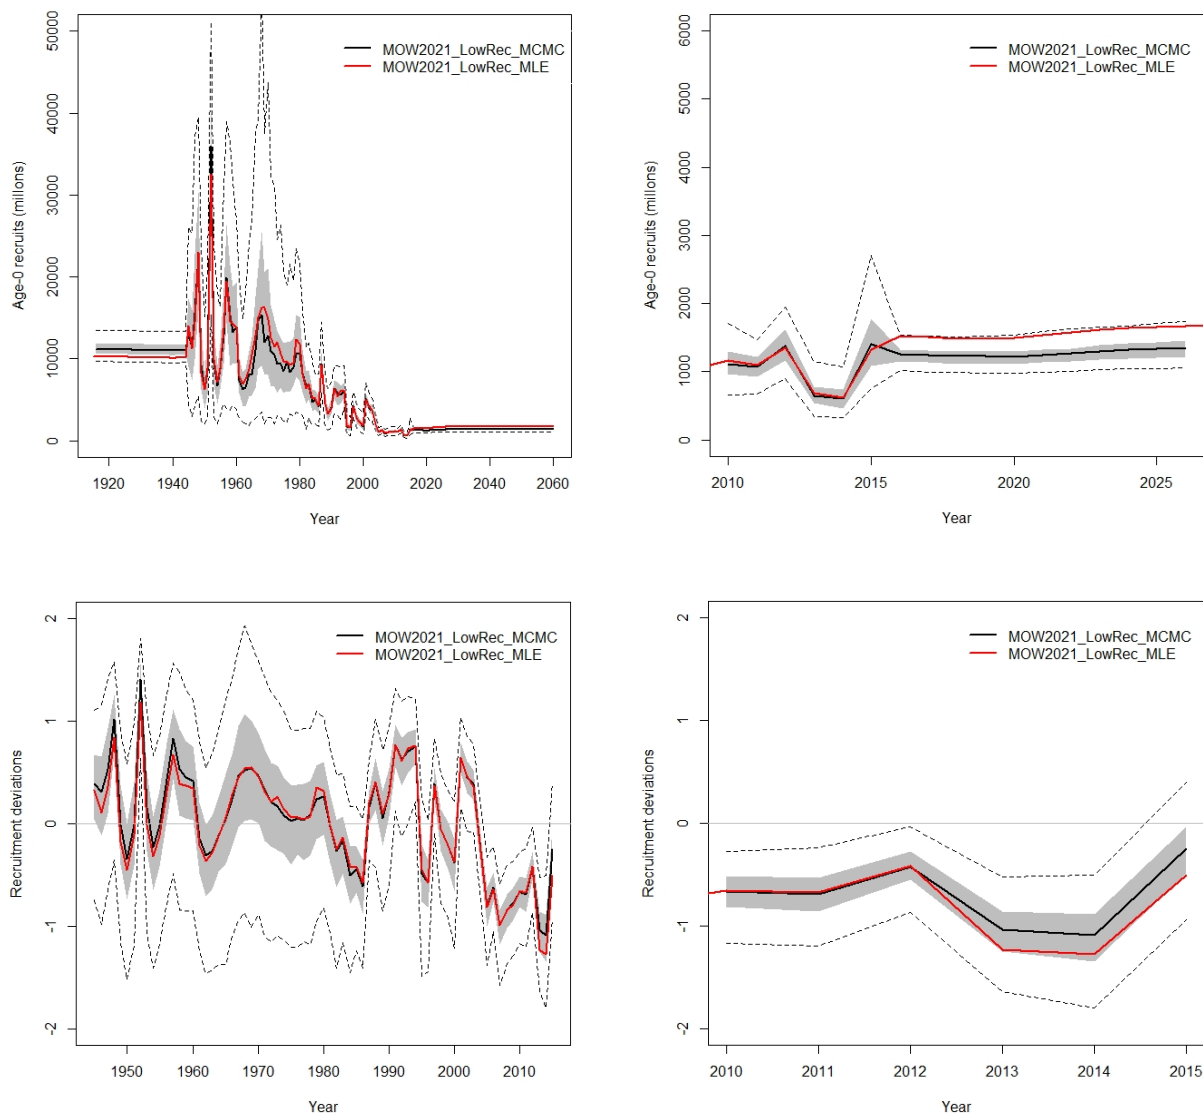 MOW2021_LowRec_MCMC
MOW2021_LowRec_MLE
Age-0 recruits (millons)
50000
40000
30000
20000
10000
0
1920 1940 1960 1980 2000 2020 2040 2060
Year
MOW2021_LowRec_MCMC
MOW2021_LowRec_MLE
Age-0 recruits (millons)
6000
5000
4000
3000
2000
1000
0
2010 2015 2020 2025
Year
MOW2021_LowRec_MCMC
MOW2021_LowRec_MLE
Recruitment deviations
2
1
0
-1
-2
1950 1960 1970 1980 1990 2000 2010
Year
MOW2021_LowRec_MCMC
MOW2021_LowRec_MLE
Recruitment deviations
2
1
0
-1
-2
2010 2011 2012 2013 2014 2015
Year